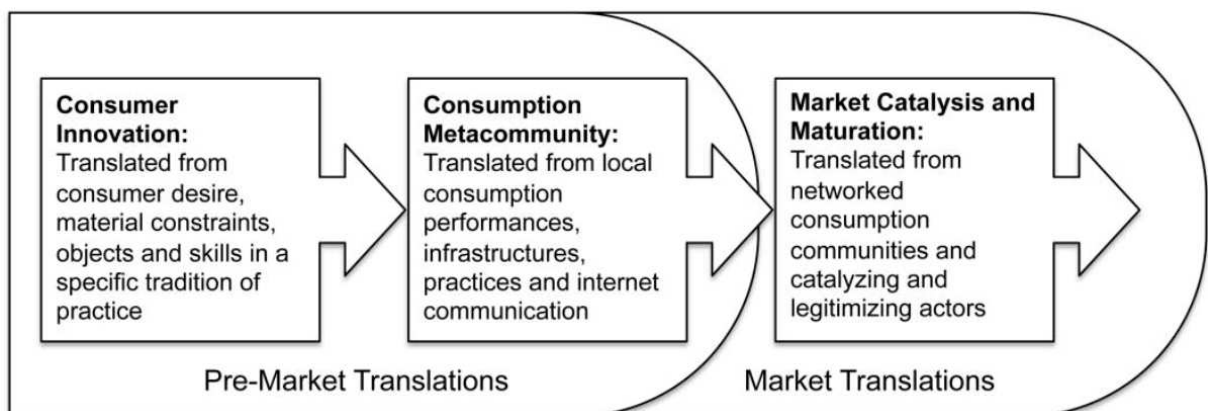 Consumer
Innovation:
Translated from
consumer desire,
material constraints,
objects and skills in a
specific tradition of
practice
Consumption
Metacommunity:
Translated from local
consumption
performances,
infrastructures,
practices and internet
communication
Market Catalysis and
Maturation:
Translated from
networked
consumption
communities and
catalyzing and
legitimizing actors
Pre-Market Translations
Market Translations